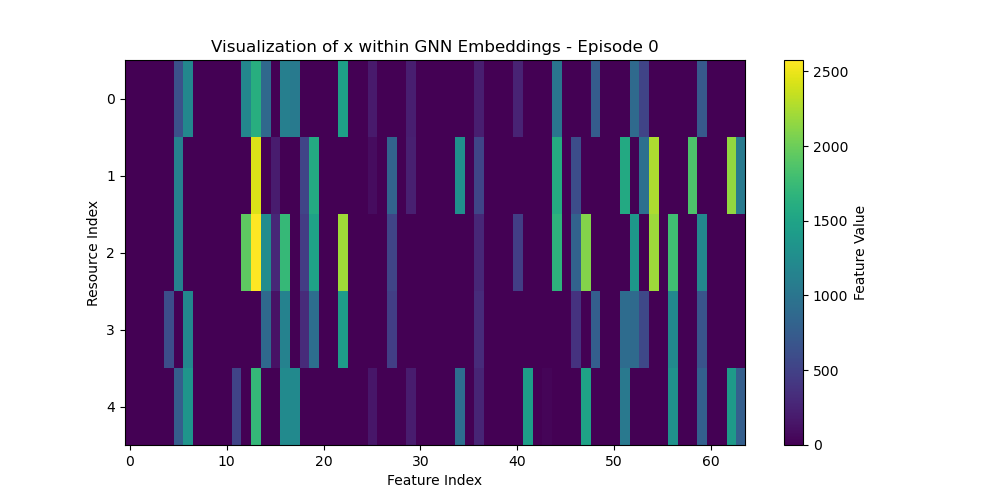 Visualization of x within GNN Embeddings - Episode 0
Resource Index
0
1
2
3
4
0 10 20 30 40 50 60
Feature Index
2500
2000
1500
1000
500
0
Feature Value